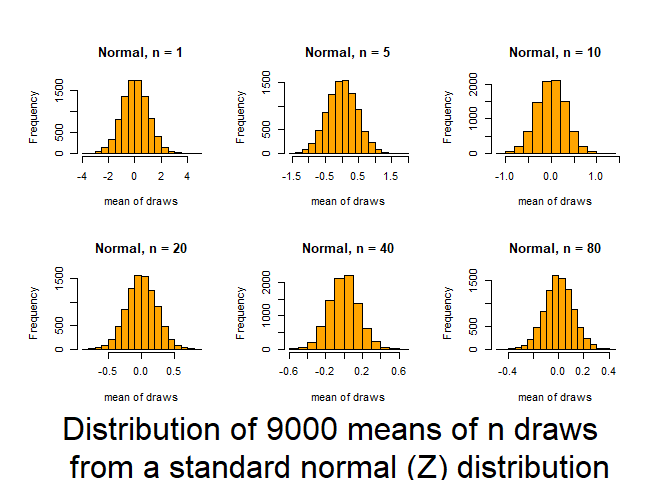 Normal, n = 1
Frequency
0 500 1500
-4 -2 0 2 4
mean of draws
Normal, n = 5
Frequency
0 500 1500
-1.5 -0.5 0.5 1.5
mean of draws
Normal, n = 10
Frequency
0 1000 2000
-1.0 0.0 1.0
mean of draws
Normal, n = 20
Frequency
0 500 1500
-0.5 0.0 0.5
mean of draws
Normal, n = 40
Frequency
0 1000 2000
-0.6 -0.2 0.2 0.6
mean of draws
Normal, n = 80
Frequency
0 500 1500
-0.4 0.0 0.2 0.4
mean of draws
Distribution of 9000 means of n draws
from a standard normal (Z) distribution